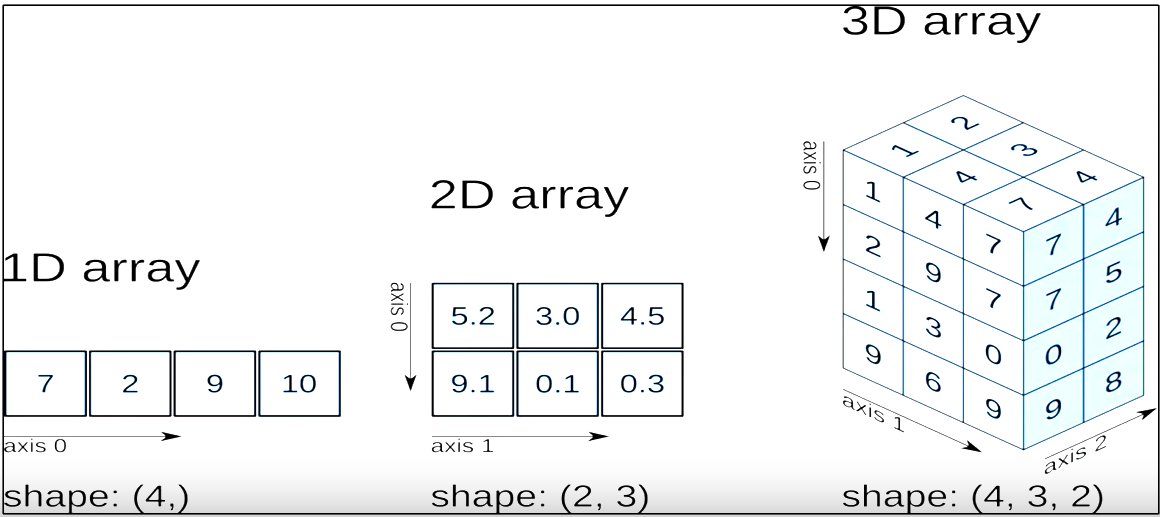 1D array
7 2 9 10
axis 0
shape: (4,)
2D array
axis 0
5.2 3.0 4.5
9.1 0.1 0.3
axis 1
shape: (2, 3)
3D array
axis 0
2
1 3
4 4
7
1 4 7 7 4
2 9 7 7 5
1 3 0 0 2
9 6 9 9 8
axis 1
axis 2
shape: (4, 3, 2)